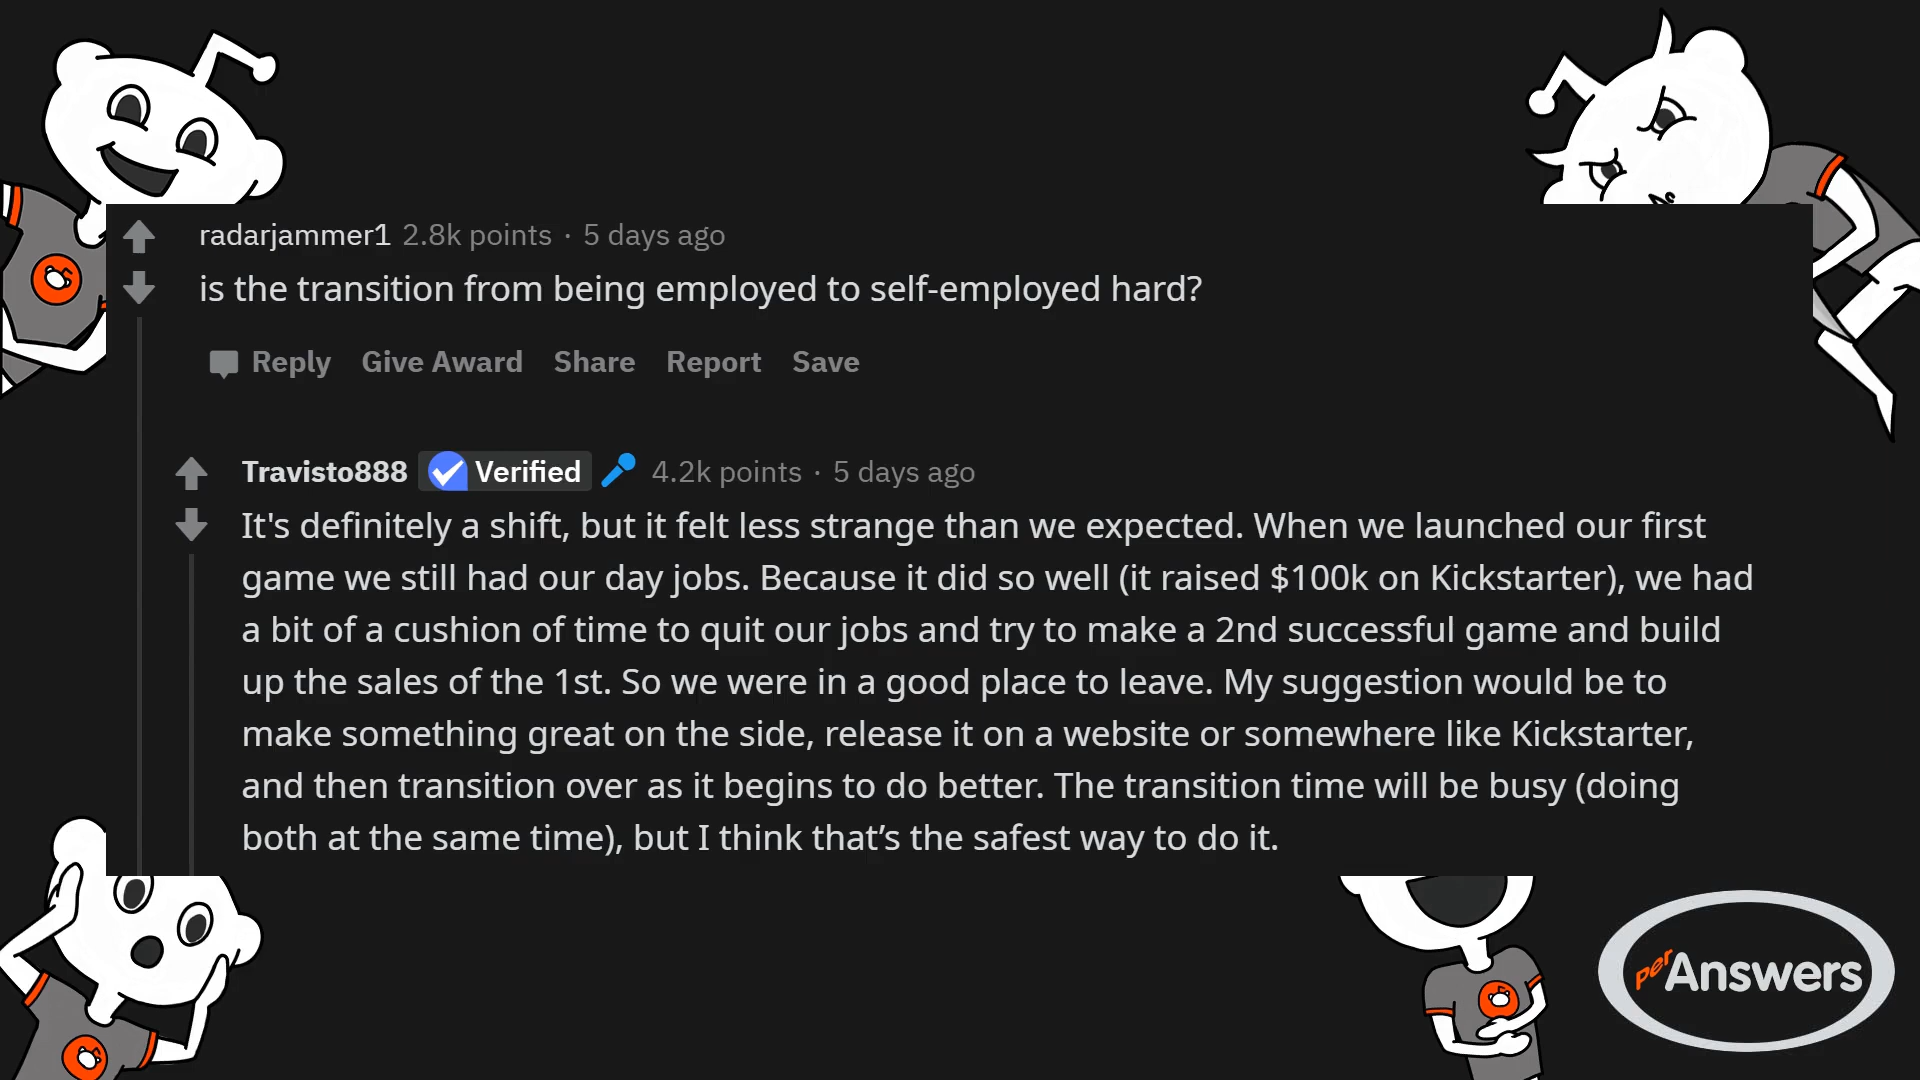 radarjammer1 2.8k points · 5 days ago
is the transition from being employed to self-employed hard?
Reply Give Award Share Report Save
Travisto888 Verified 4.2k points · 5 days ago
It's definitely a shift, but it felt less strange than we expected. When we launched our first
game we still had our day jobs. Because it did so well (it raised $100k on Kickstarter), we had
a bit of a cushion of time to quit our jobs and try to make a 2nd successful game and build
up the sales of the 1st. So we were in a good place to leave. My suggestion would be to
make something great on the side, release it on a website or somewhere like Kickstarter,
and then transition over as it begins to do better. The transition time will be busy (doing
both at the same time), but I think that’s the safest way to do it.
perAnswers